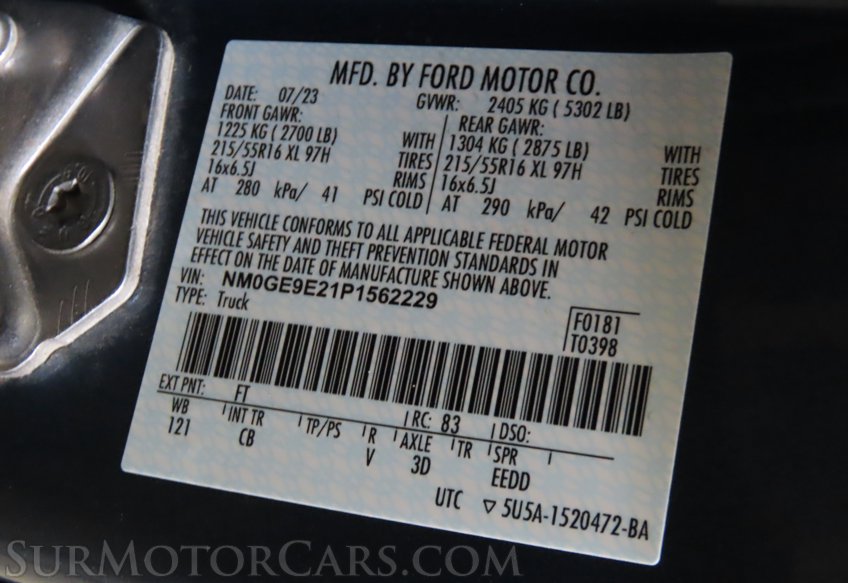 MFD. BY FORD MOTOR CO.
DATE: 07/23 GVWR: 2405 KG ( 5302 LB)
FRONT GAWR: REAR GAWR:
1225 KG ( 2700 LB) WITH 1304 KG ( 2875 LB) WITH
215/55R16 XL 97H TIRES 215/55R16 XL 97H TIRES
16x6.5J RIMS 16x6.5J RIMS
AT 280 kPa/ 41 PSI COLD AT 290 kPa/ 42 PSI COLD
THIS VEHICLE CONFORMS TO ALL APPLICABLE FEDERAL MOTOR
VEHICLE SAFETY AND THEFT PREVENTION STANDARDS IN
EFFECT ON THE DATE OF MANUFACTURE SHOWN ABOVE.
VIN: NM0GE9E21P1562229
TYPE: Truck
F0181
T0398
EXT PNT: FT RC: 83 DSO:
WB INT TR TP/PS R AXLE TR SPR
121 CB V 3D EEDD
UTC ▽ 5U5A-1520472-BA
SurMotorCars.com